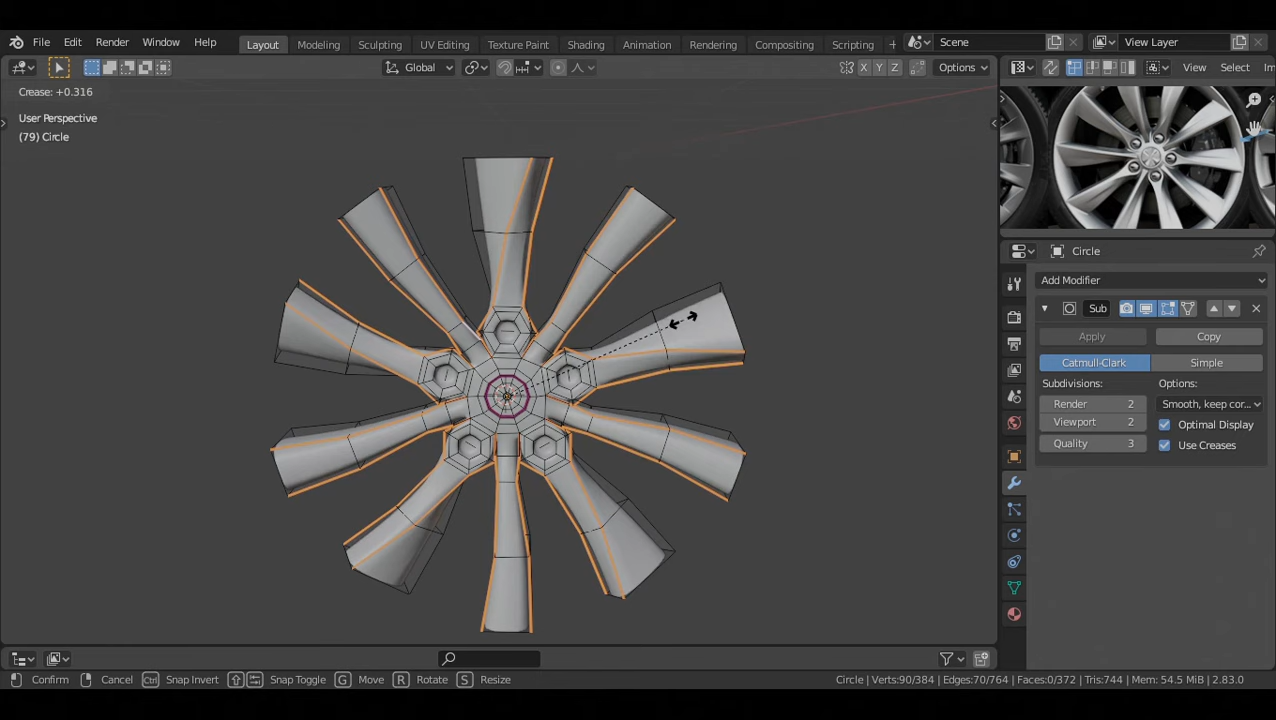 File Edit Render Window Help Layout Modeling Sculpting UV Editing Texture Paint Shading Animation Rendering Compositing Scripting + Scene View Layer
Global X Y Z Options View Select Im
Crease: +0.316
User Perspective
(79) Circle
Circle
Add Modifier
Sub
Apply Copy
Catmull-Clark Simple
Subdivisions: Options:
Render 2 Smooth, keep cor...
Viewport 2 Optimal Display
Quality 3 Use Creases
Confirm Cancel Ctrl Snap Invert Snap Toggle G Move R Rotate S Resize Circle | Verts:90/384 | Edges:70/764 | Faces:0/372 | Tris:744 | Mem: 54.5 MiB | 2.83.0